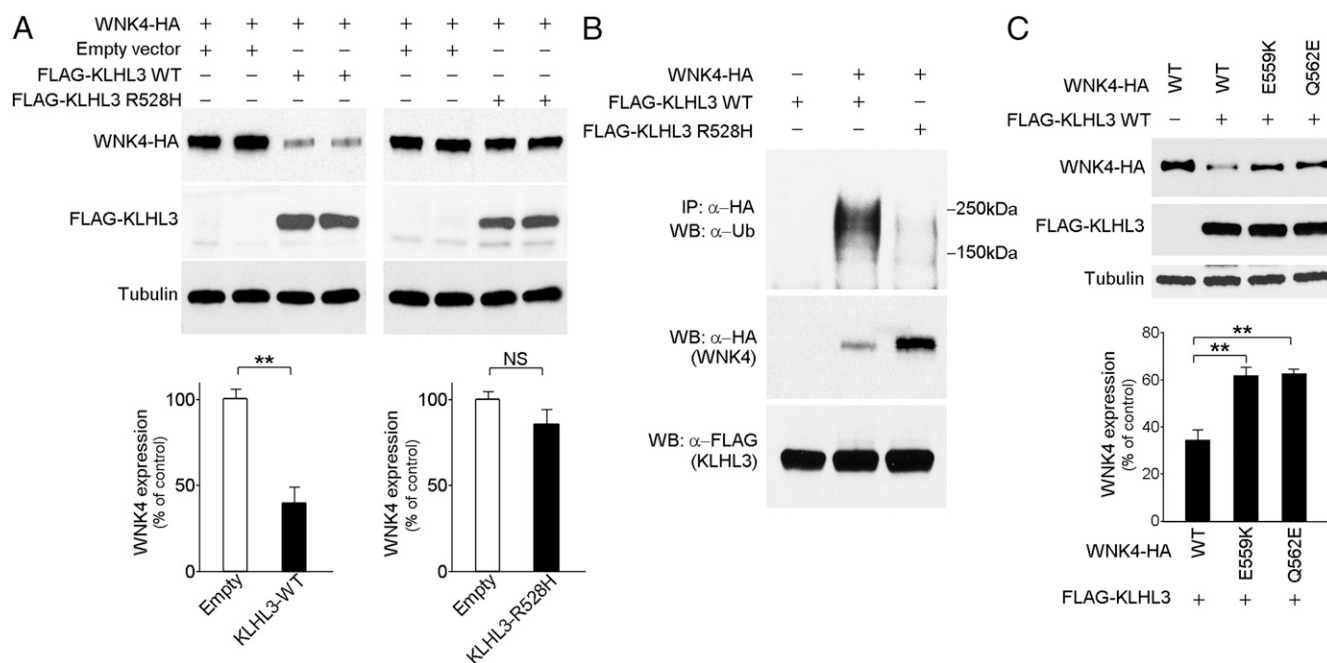 A
WNK4-HA + + + + + + + +
Empty vector + + − − + + − −
FLAG-KLHL3 WT − − + + − − − −
FLAG-KLHL3 R528H − − − − − − + +
WNK4-HA
FLAG-KLHL3
Tubulin
WNK4 expression
(% of control)
100
50
0
**
Empty
KLHL3-WT
WNK4 expression
(% of control)
100
50
0
NS
Empty
KLHL3-R528H
B
WNK4-HA − + +
FLAG-KLHL3 WT + + −
FLAG-KLHL3 R528H − − +
IP: α−HA
WB: α−Ub
−250kDa
−150kDa
WB: α−HA
(WNK4)
WB: α−FLAG
(KLHL3)
C
WNK4-HA WT WT E559K Q562E
FLAG-KLHL3 WT − + + +
WNK4-HA
FLAG-KLHL3
Tubulin
WNK4 expression
(% of control)
80
60
40
60
0
**
**
WNK4-HA WT E559K Q562E
FLAG-KLHL3 + + +